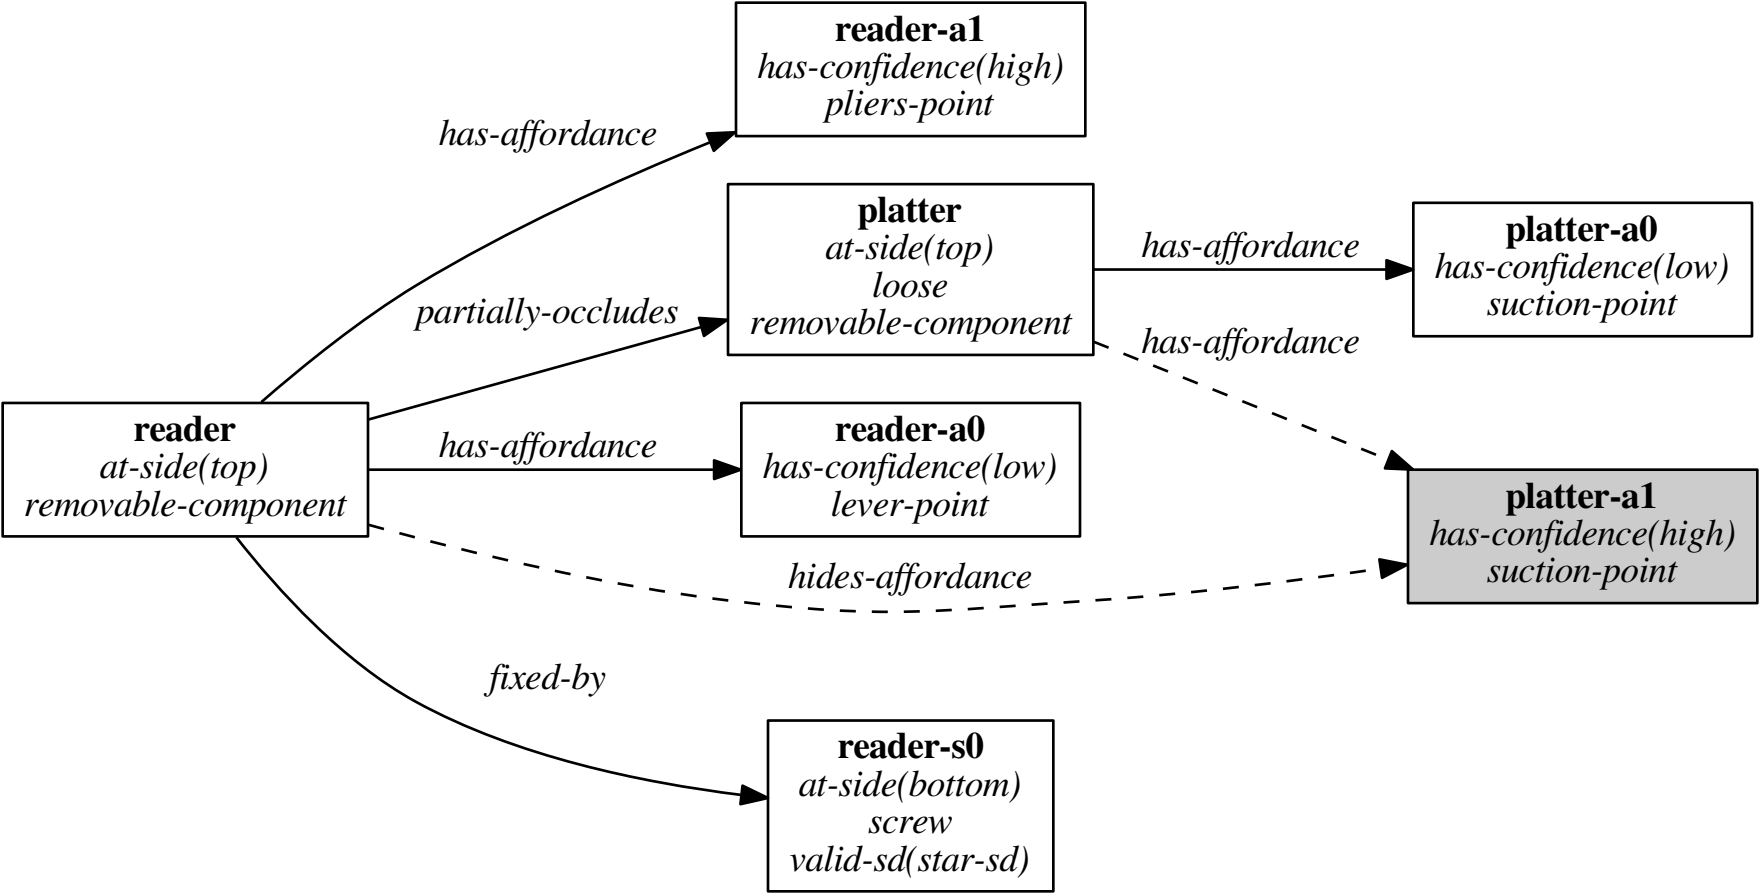 reader-a1
has-confidence(high)
pliers-point
has-affordance
platter
at-side(top)
loose
removable-component
has-affordance
platter-a0
has-confidence(low)
suction-point
partially-occludes
has-affordance
reader
at-side(top)
removable-component
has-affordance
reader-a0
has-confidence(low)
lever-point
platter-a1
has-confidence(high)
suction-point
hides-affordance
fixed-by
reader-s0
at-side(bottom)
screw
valid-sd(star-sd)